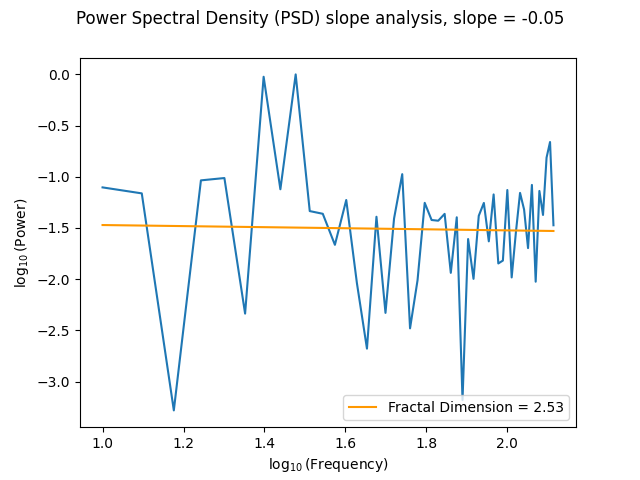 Power Spectral Density (PSD) slope analysis, slope = -0.05
0.0
−0.5
−1.0
−1.5
−2.0
−2.5
−3.0
log₁₀(Power)
Fractal Dimension = 2.53
1.0 1.2 1.4 1.6 1.8 2.0
log₁₀(Frequency)